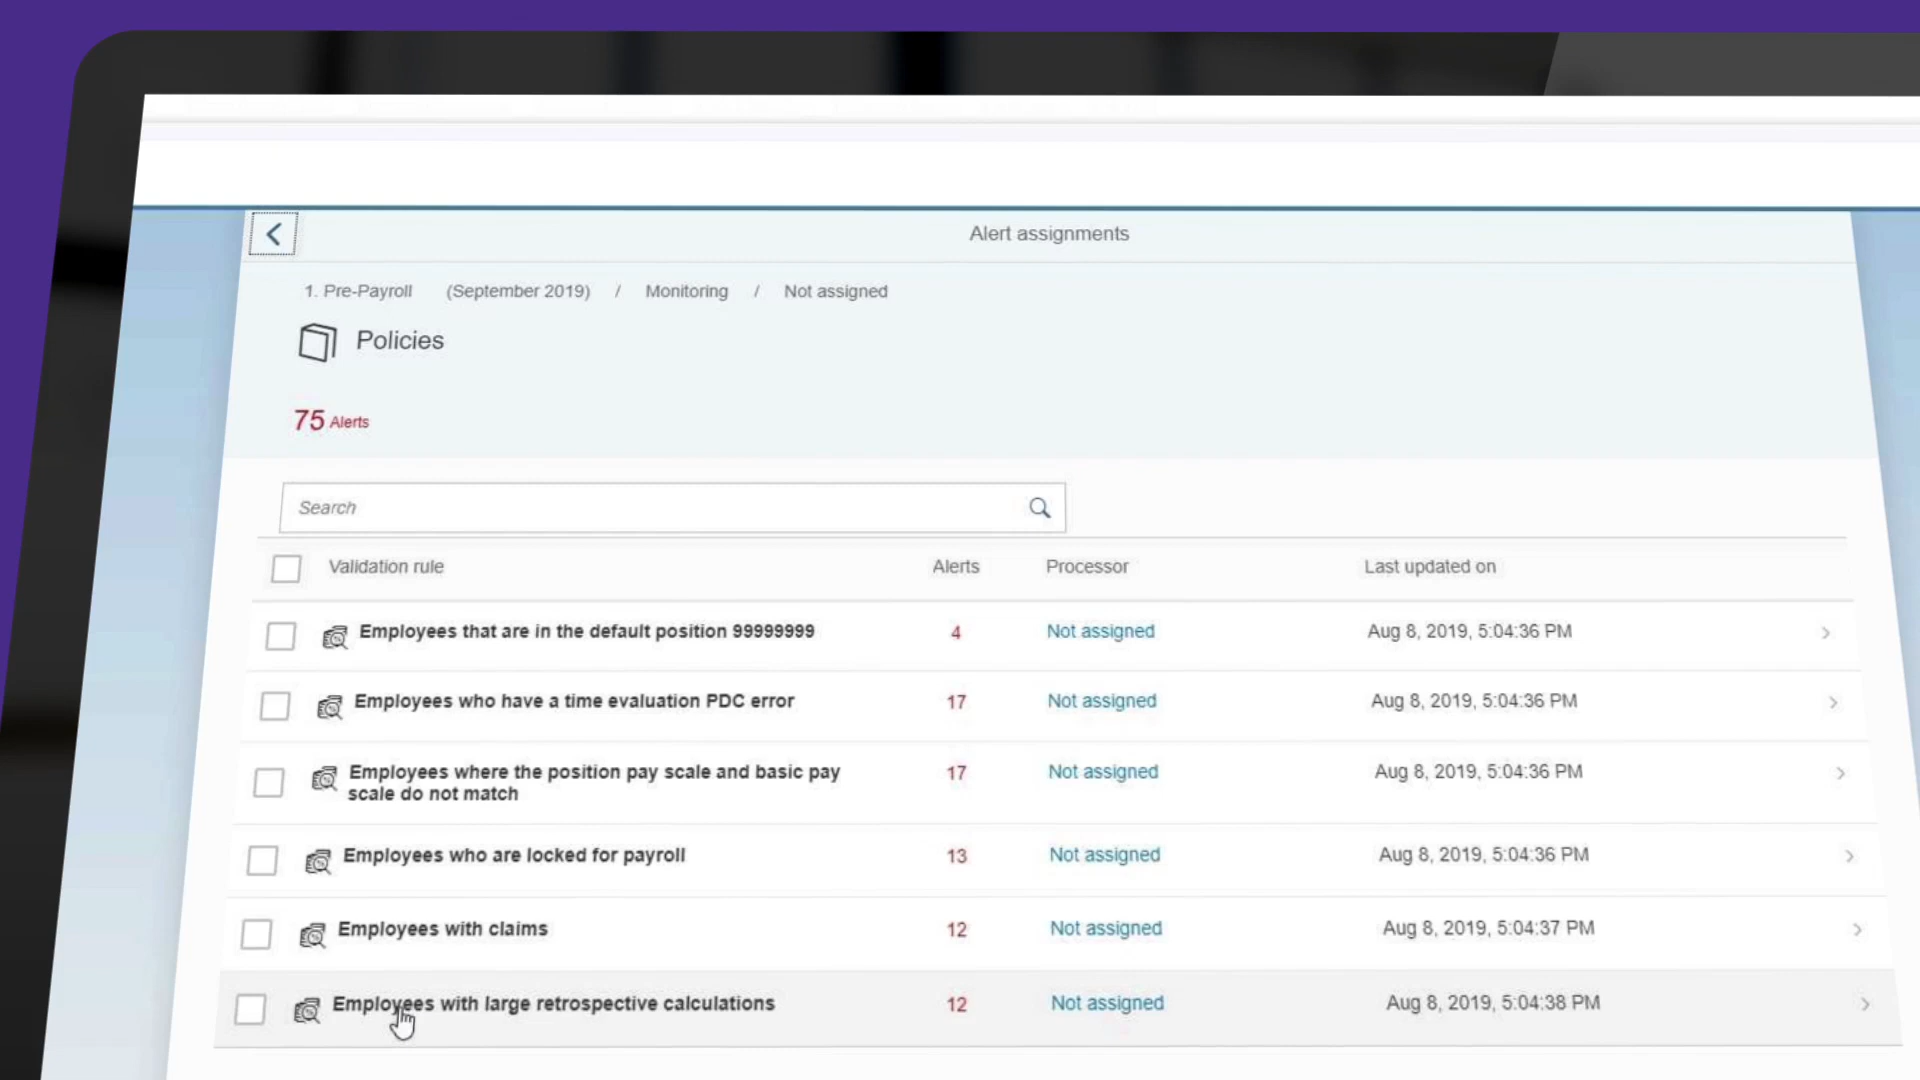 Alert assignments
1. Pre-Payroll (September 2019) / Monitoring / Not assigned
Policies
75 Alerts
Search
Validation rule Alerts Processor Last updated on
Employees that are in the default position 99999999 4 Not assigned Aug 8, 2019, 5:04:36 PM
Employees who have a time evaluation PDC error 17 Not assigned Aug 8, 2019, 5:04:36 PM
Employees where the position pay scale and basic pay 17 Not assigned Aug 8, 2019, 5:04:36 PM
scale do not match
Employees who are locked for payroll 13 Not assigned Aug 8, 2019, 5:04:36 PM
Employees with claims 12 Not assigned Aug 8, 2019, 5:04:37 PM
Employees with large retrospective calculations 12 Not assigned Aug 8, 2019, 5:04:38 PM